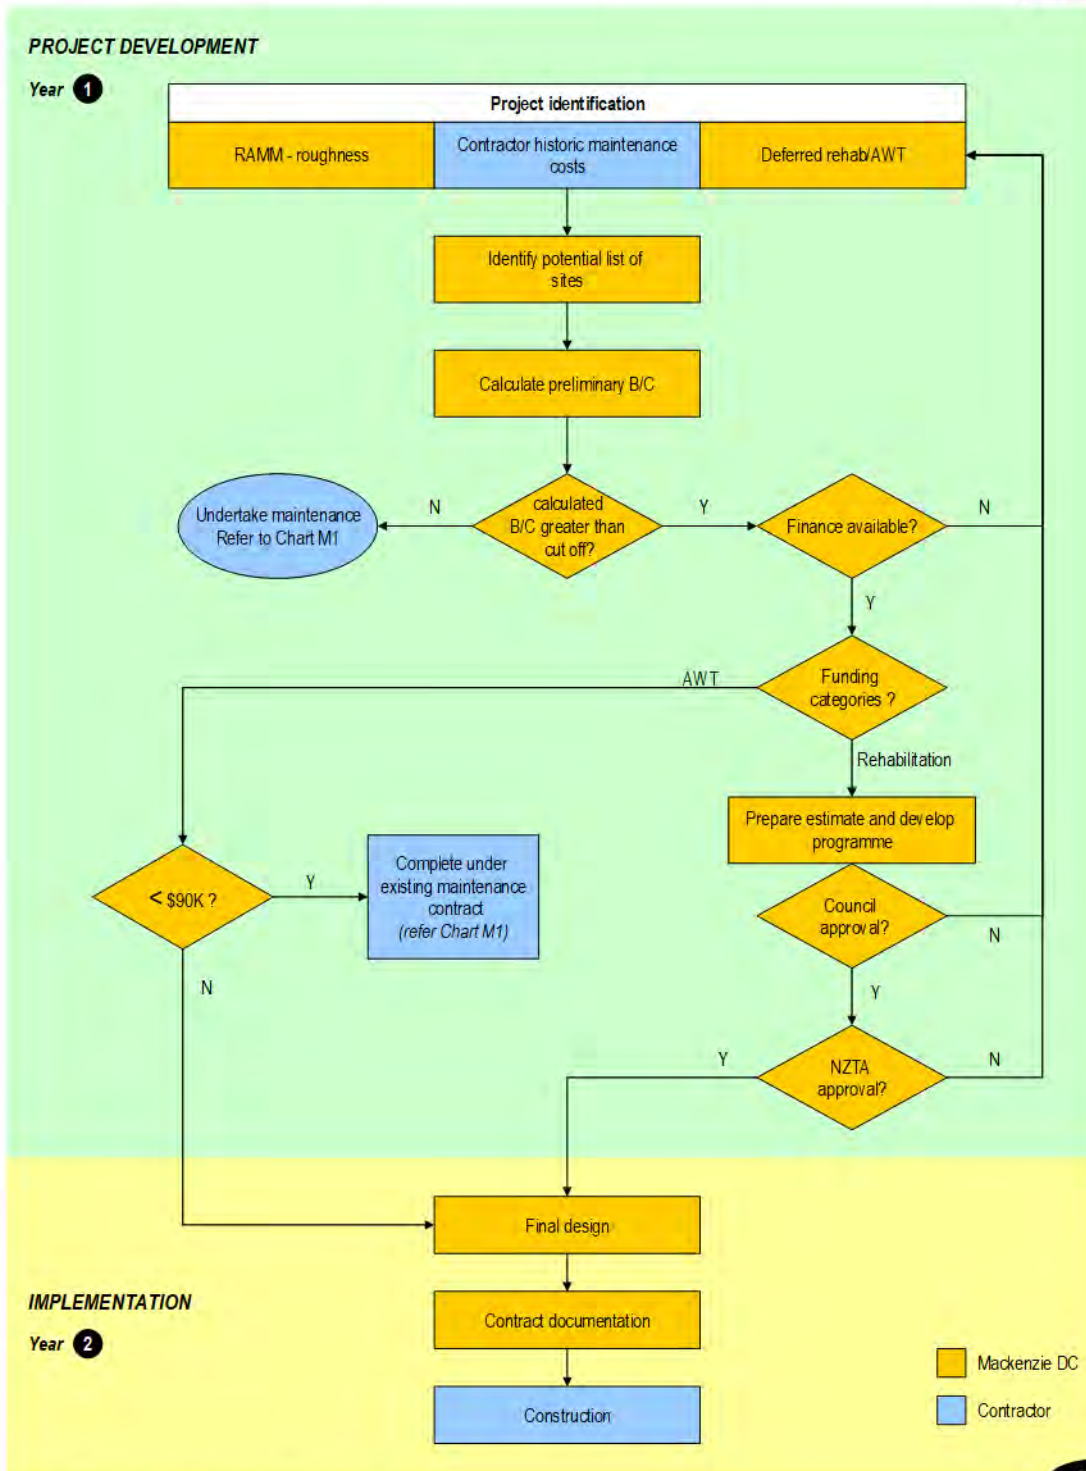 PROJECT DEVELOPMENT
Year 1
Project identification
RAMM - roughness
Contractor historic maintenance
costs
Deferred rehab/AWT
Identify potential list of
sites
Calculate preliminary B/C
Undertake maintenance
Refer to Chart M1
N
calculated
B/C greater than
cut off?
Y
Finance available?
N
Y
AWT
Funding
categories ?
Rehabilitation
Prepare estimate and develop
programme
< $90K ?
Y
Complete under
existing maintenance
contract
(refer Chart M1)
Council
approval?
N
N
Y
Y
NZTA
approval?
N
Final design
IMPLEMENTATION
Year 2
Contract documentation
Construction
Mackenzie DC
Contractor